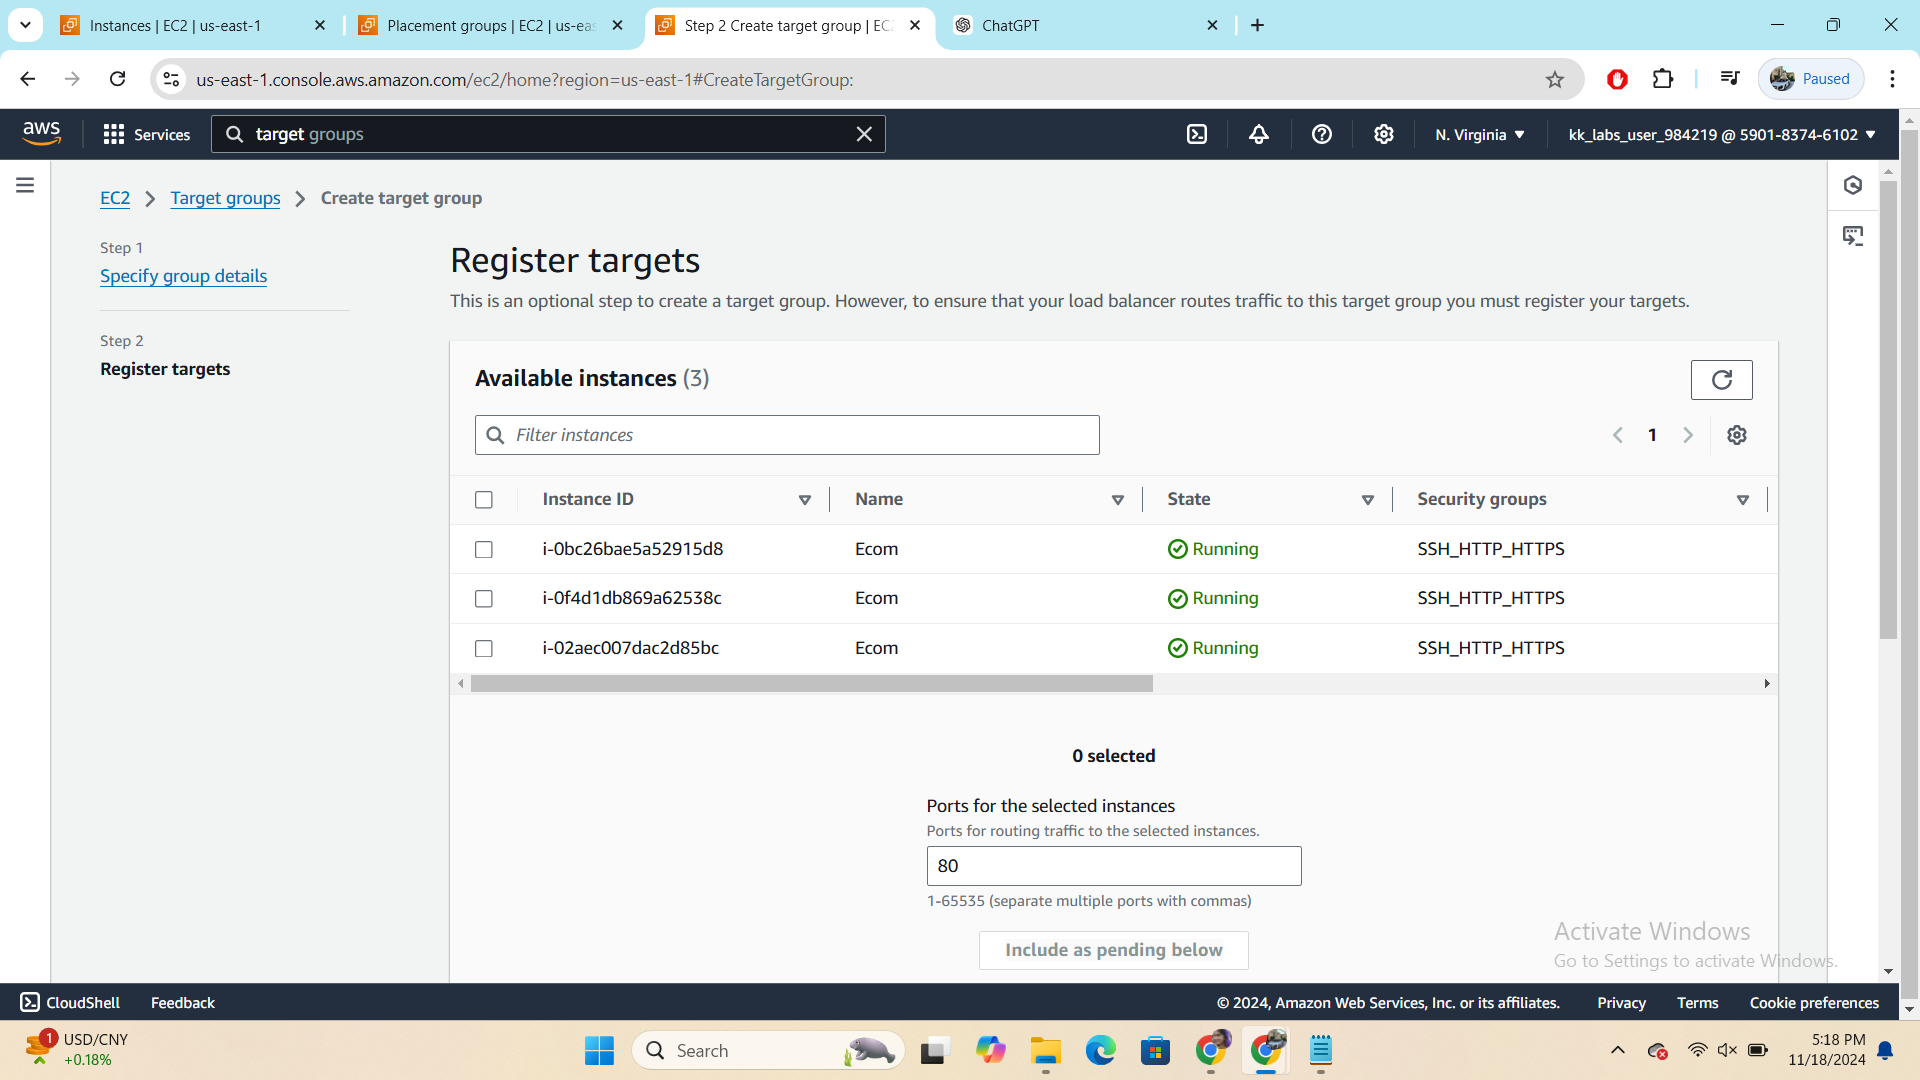 Instances | EC2 | us-east-1
Placement groups | EC2 | us-eas
Step 2 Create target group | EC2
ChatGPT
us-east-1.console.aws.amazon.com/ec2/home?region=us-east-1#CreateTargetGroup:
Paused
aws
Services
target groups
N. Virginia
kk_labs_user_984219 @ 5901-8374-6102
EC2
Target groups
Create target group
Step 1
Specify group details
Step 2
Register targets
Register targets
This is an optional step to create a target group. However, to ensure that your load balancer routes traffic to this target group you must register your targets.
Available instances (3)
Filter instances
1
Instance ID
Name
State
Security groups
i-0bc26bae5a52915d8
Ecom
Running
SSH_HTTP_HTTPS
i-0f4d1db869a62538c
Ecom
Running
SSH_HTTP_HTTPS
i-02aec007dac2d85bc
Ecom
Running
SSH_HTTP_HTTPS
0 selected
Ports for the selected instances
Ports for routing traffic to the selected instances.
80
1-65535 (separate multiple ports with commas)
Include as pending below
Activate Windows
Go to Settings to activate Windows.
CloudShell
Feedback
© 2024, Amazon Web Services, Inc. or its affiliates.
Privacy
Terms
Cookie preferences
1
USD/CNY
+0.18%
Search
5:18 PM
11/18/2024